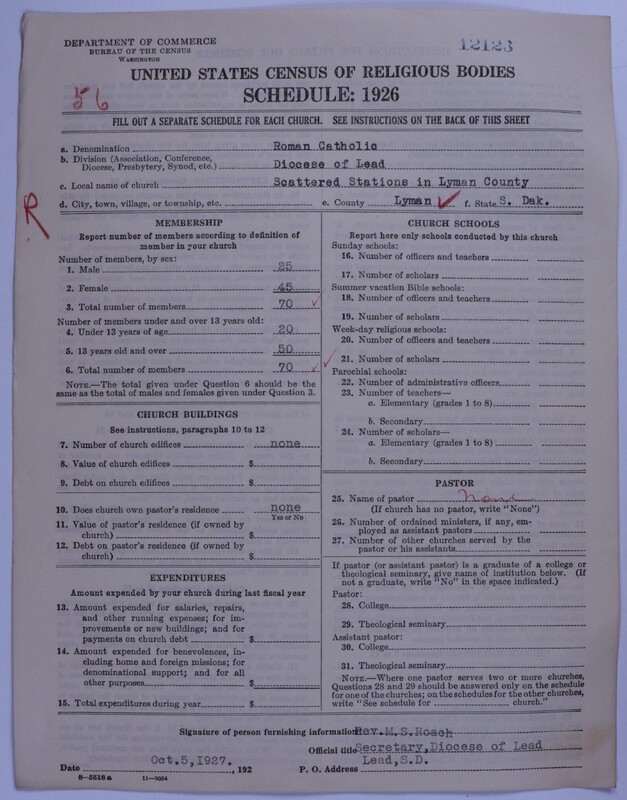 DEPARTMENT OF COMMERCE
BUREAU OF THE CENSUS
WASHINGTON
12123
UNITED STATES CENSUS OF RELIGIOUS BODIES
56
SCHEDULE: 1926
FILL OUT A SEPARATE SCHEDULE FOR EACH CHURCH. SEE INSTRUCTIONS ON THE BACK OF THIS SHEET
a. Denomination Roman Catholic
b. Division (Association, Conference, Diocese, Presbytery, Synod, etc.) Diocese of Lead
c. Local name of church Scattered Stations in Lyman County
R
d. City, town, village, or township, etc. e. County Lyman ✓ f. State S. Dak.
MEMBERSHIP
Report number of members according to definition of
member in your church
Number of members, by sex:
1. Male 25
2. Female 45
3. Total number of members 70 ✓
Number of members under and over 13 years old:
4. Under 13 years of age 20
5. 13 years old and over 50
6. Total number of members 70 ✓ ✓
NOTE.—The total given under Question 6 should be the
same as the total of males and females given under Question 3.
CHURCH BUILDINGS
See instructions, paragraphs 10 to 12
7. Number of church edifices none
8. Value of church edifices $
9. Debt on church edifices $
10. Does church own pastor's residence none
Yes or No
11. Value of pastor's residence (if owned by
church) $
12. Debt on pastor's residence (if owned by
church) $
EXPENDITURES
Amount expended by your church during last fiscal year
13. Amount expended for salaries, repairs,
and other running expenses; for im-
provements or new buildings; and for
payments on church debt $
14. Amount expended for benevolences, in-
cluding home and foreign missions; for
denominational support; and for all
other purposes $
15. Total expenditures during year $
CHURCH SCHOOLS
Report here only schools conducted by this church
Sunday schools:
16. Number of officers and teachers
17. Number of scholars
Summer vacation Bible schools:
18. Number of officers and teachers
19. Number of scholars
Week-day religious schools:
20. Number of officers and teachers
21. Number of scholars
Parochial schools:
22. Number of administrative officers
23. Number of teachers—
a. Elementary (grades 1 to 8)
b. Secondary
24. Number of scholars—
a. Elementary (grades 1 to 8)
b. Secondary
PASTOR
25. Name of pastor None
(If church has no pastor, write "None")
26. Number of ordained ministers, if any, em-
ployed as assistant pastors
27. Number of other churches served by the
pastor or his assistants
If pastor (or assistant pastor) is a graduate of a college or
theological seminary, give name of institution below. (If
not a graduate, write "No" in the space indicated.)
Pastor:
28. College
29. Theological seminary
Assistant pastor:
30. College
31. Theological seminary
NOTE.—Where one pastor serves two or more churches,
Questions 28 and 29 should be answered only on the schedule
for one of the churches; on the schedules for the other churches,
write "See schedule for church."
Signature of person furnishing information Rev. M.S. Roach
Official title Secretary, Diocese of Lead
Date Oct. 5, 1927. , 192 P. O. Address Lead, S.D.
8—5518a 11—9054